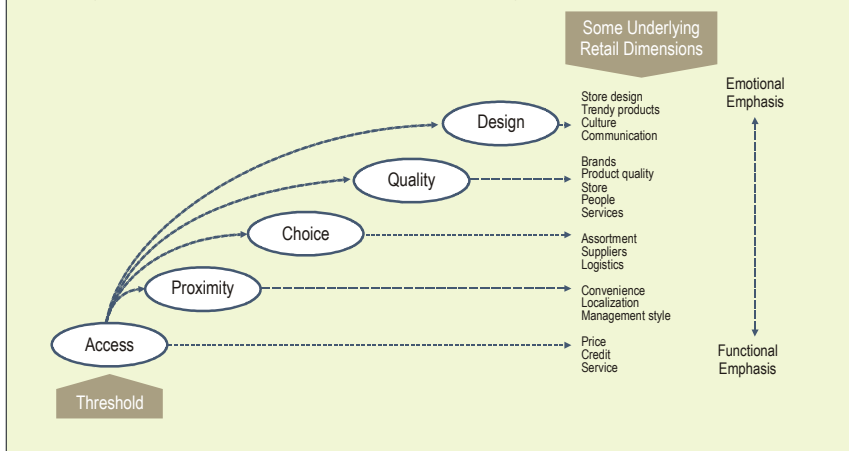 Some Underlying
Retail Dimensions
Emotional
Emphasis
Design
Store design
Trendy products
Culture
Communication
Quality
Brands
Product quality
Store
People
Services
Choice
Assortment
Suppliers
Logistics
Proximity
Convenience
Localization
Management style
Access
Price
Credit
Service
Functional
Emphasis
Threshold